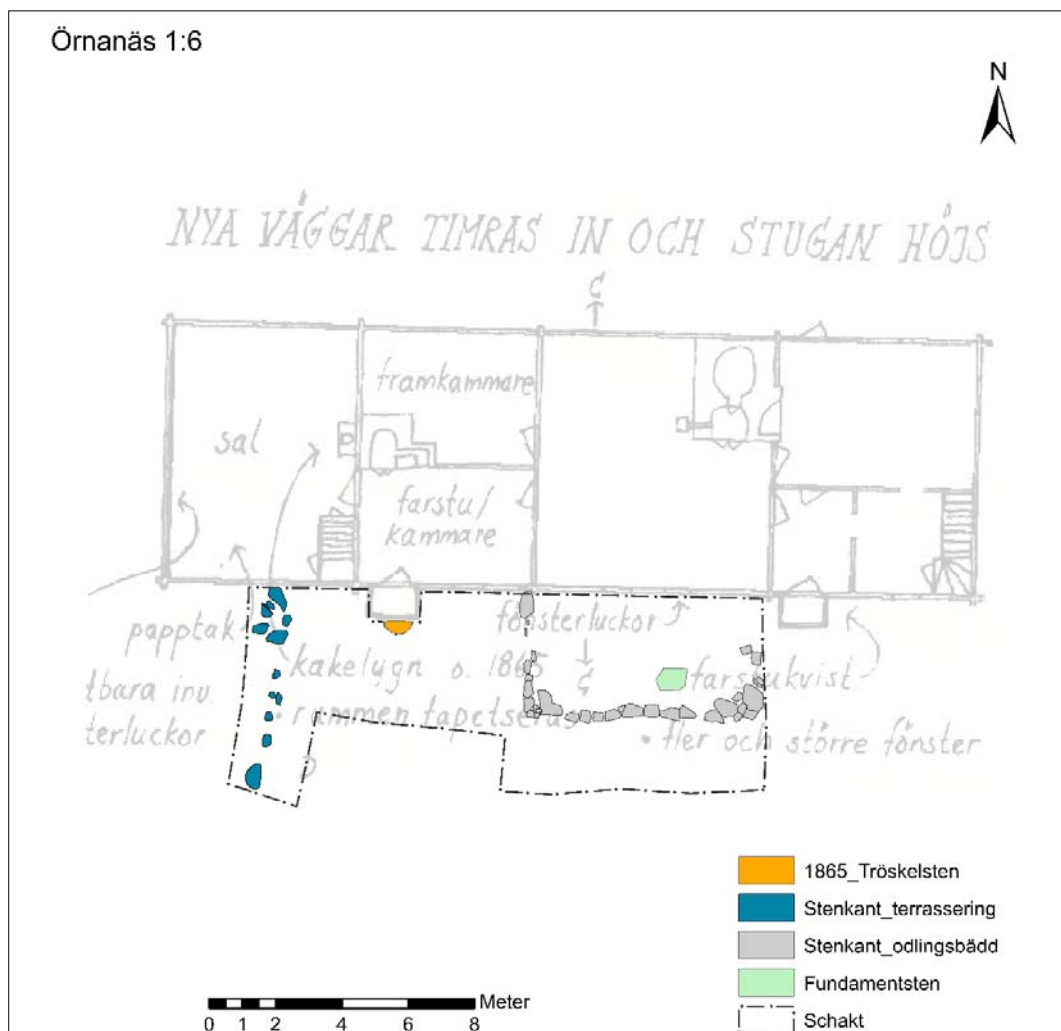 Örnanäs 1:6
N
NYA VÄGGAR TIMRAS IN OCH STUGAN HÖJS
C
framkammare
sal
farstu/
kammare
papptak
fönsterluckor
kakelugn o. 1865
farstukvist
tbara inv.
• rummen tapetseras
terluckor
• fler och större fönster
1865_Tröskelsten
Stenkant_terrassering
Stenkant_odlingsbädd
Fundamentsten
Schakt
Meter
0 1 2 4 6 8